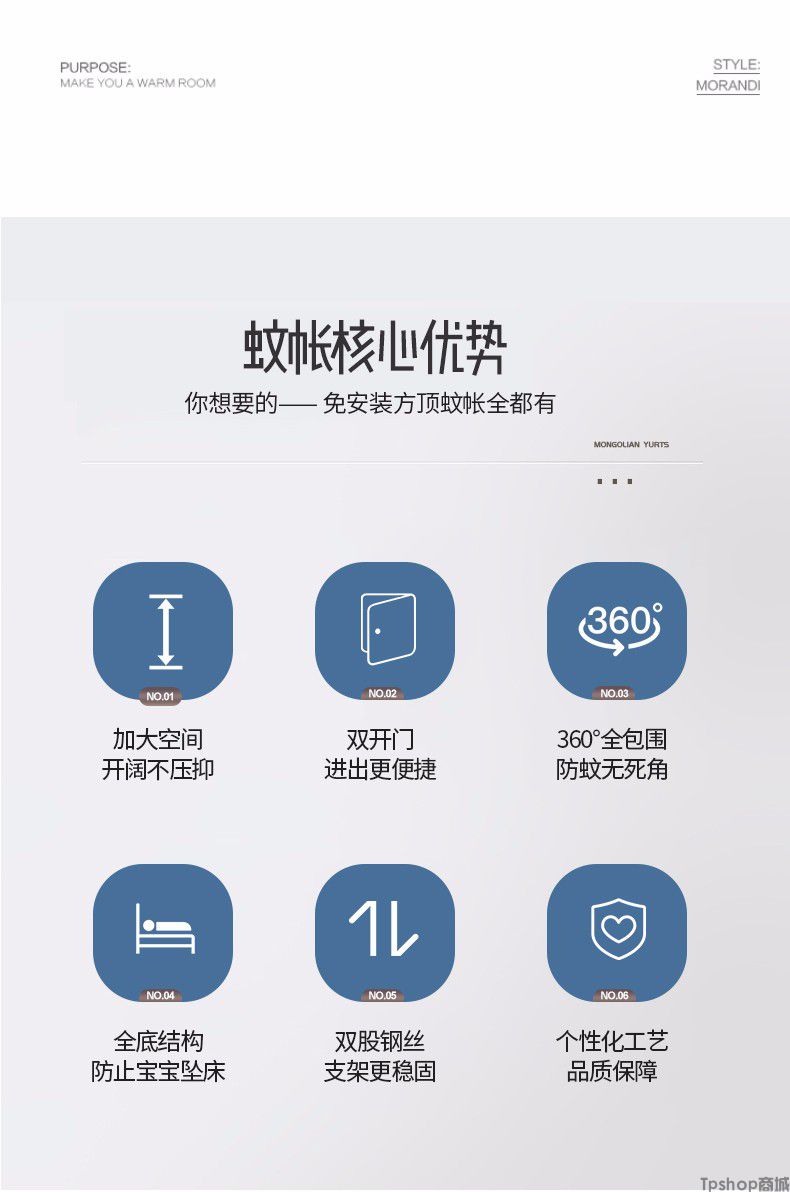 PURPOSE:
MAKE YOU A WARM ROOM
STYLE:
MORANDI
蚊帐核心优势
你想要的—— 免安装方顶蚊帐全都有
MONGOLIAN YURTS
360°
NO.01
NO.02
NO.03
加大空间
开阔不压抑
双开门
进出更便捷
360°全包围
防蚊无死角
NO.04
NO.05
NO.06
全底结构
防止宝宝坠床
双股钢丝
支架更稳固
个性化工艺
品质保障
Tpshop商城